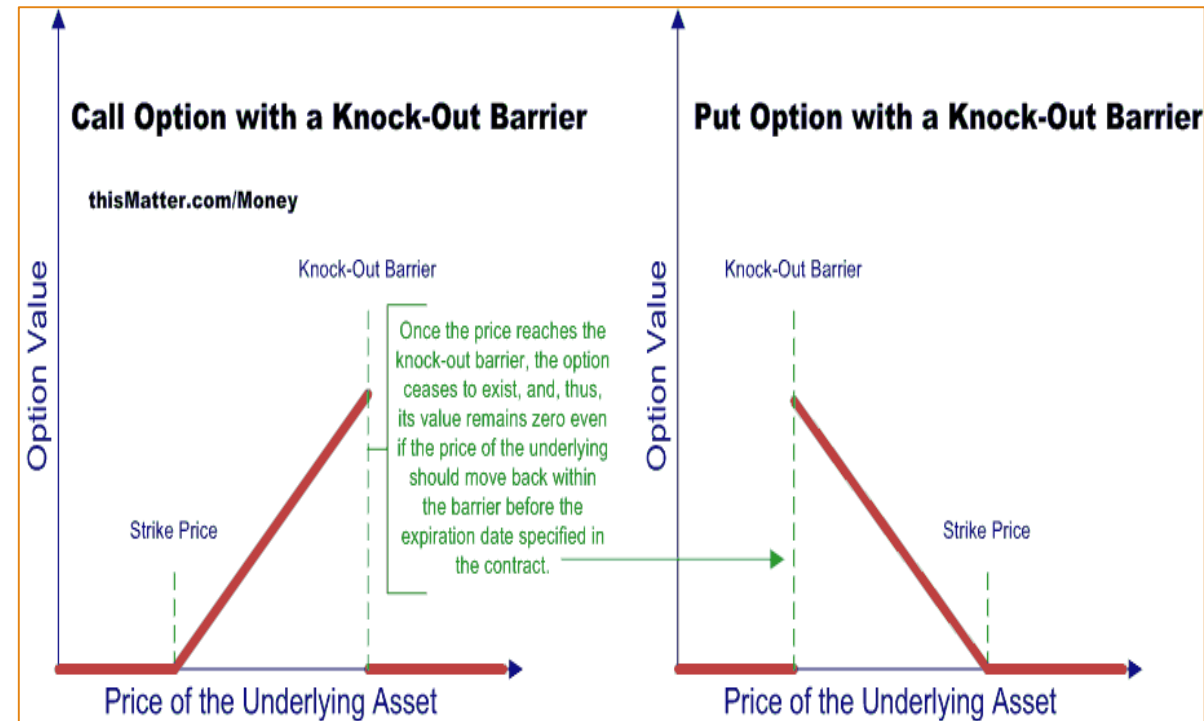 Call Option with a Knock-Out Barrier
thisMatter.com/Money
Option Value
Knock-Out Barrier
Once the price reaches the
knock-out barrier, the option
ceases to exist, and, thus,
its value remains zero even
if the price of the underlying
should move back within
the barrier before the
expiration date specified in
the contract.
Strike Price
Price of the Underlying Asset
Put Option with a Knock-Out Barrier
Option Value
Knock-Out Barrier
Strike Price
Price of the Underlying Asset